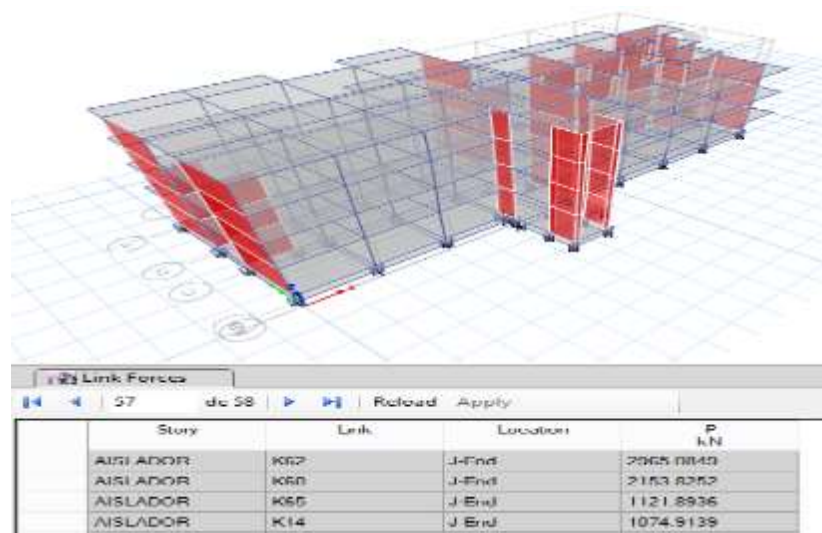 Link Forces
57 de 58 Reload Apply
Story Link Location P
kN
AISLADOR K62 J-End 2965.0849
AISLADOR K60 J-End 2153.8252
AISLADOR K65 J-End 1121.8936
AISLADOR K14 J-End 1074.9139